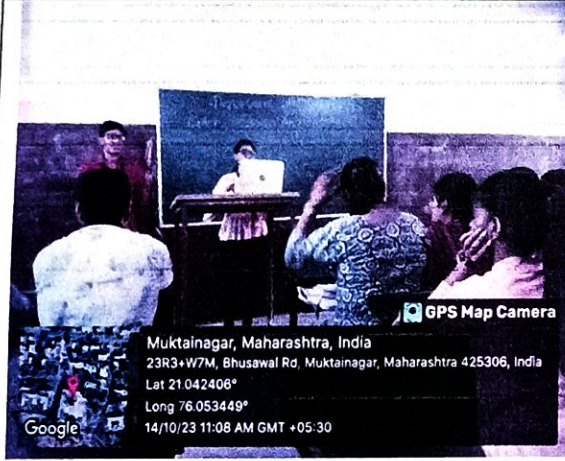 GPS Map Camera
Muktainagar, Maharashtra, India
23R3+W7M, Bhusawal Rd, Muktainagar, Maharashtra 425306, India
Lat 21.042406°
Long 76.053449°
14/10/23 11:08 AM GMT +05:30
Google